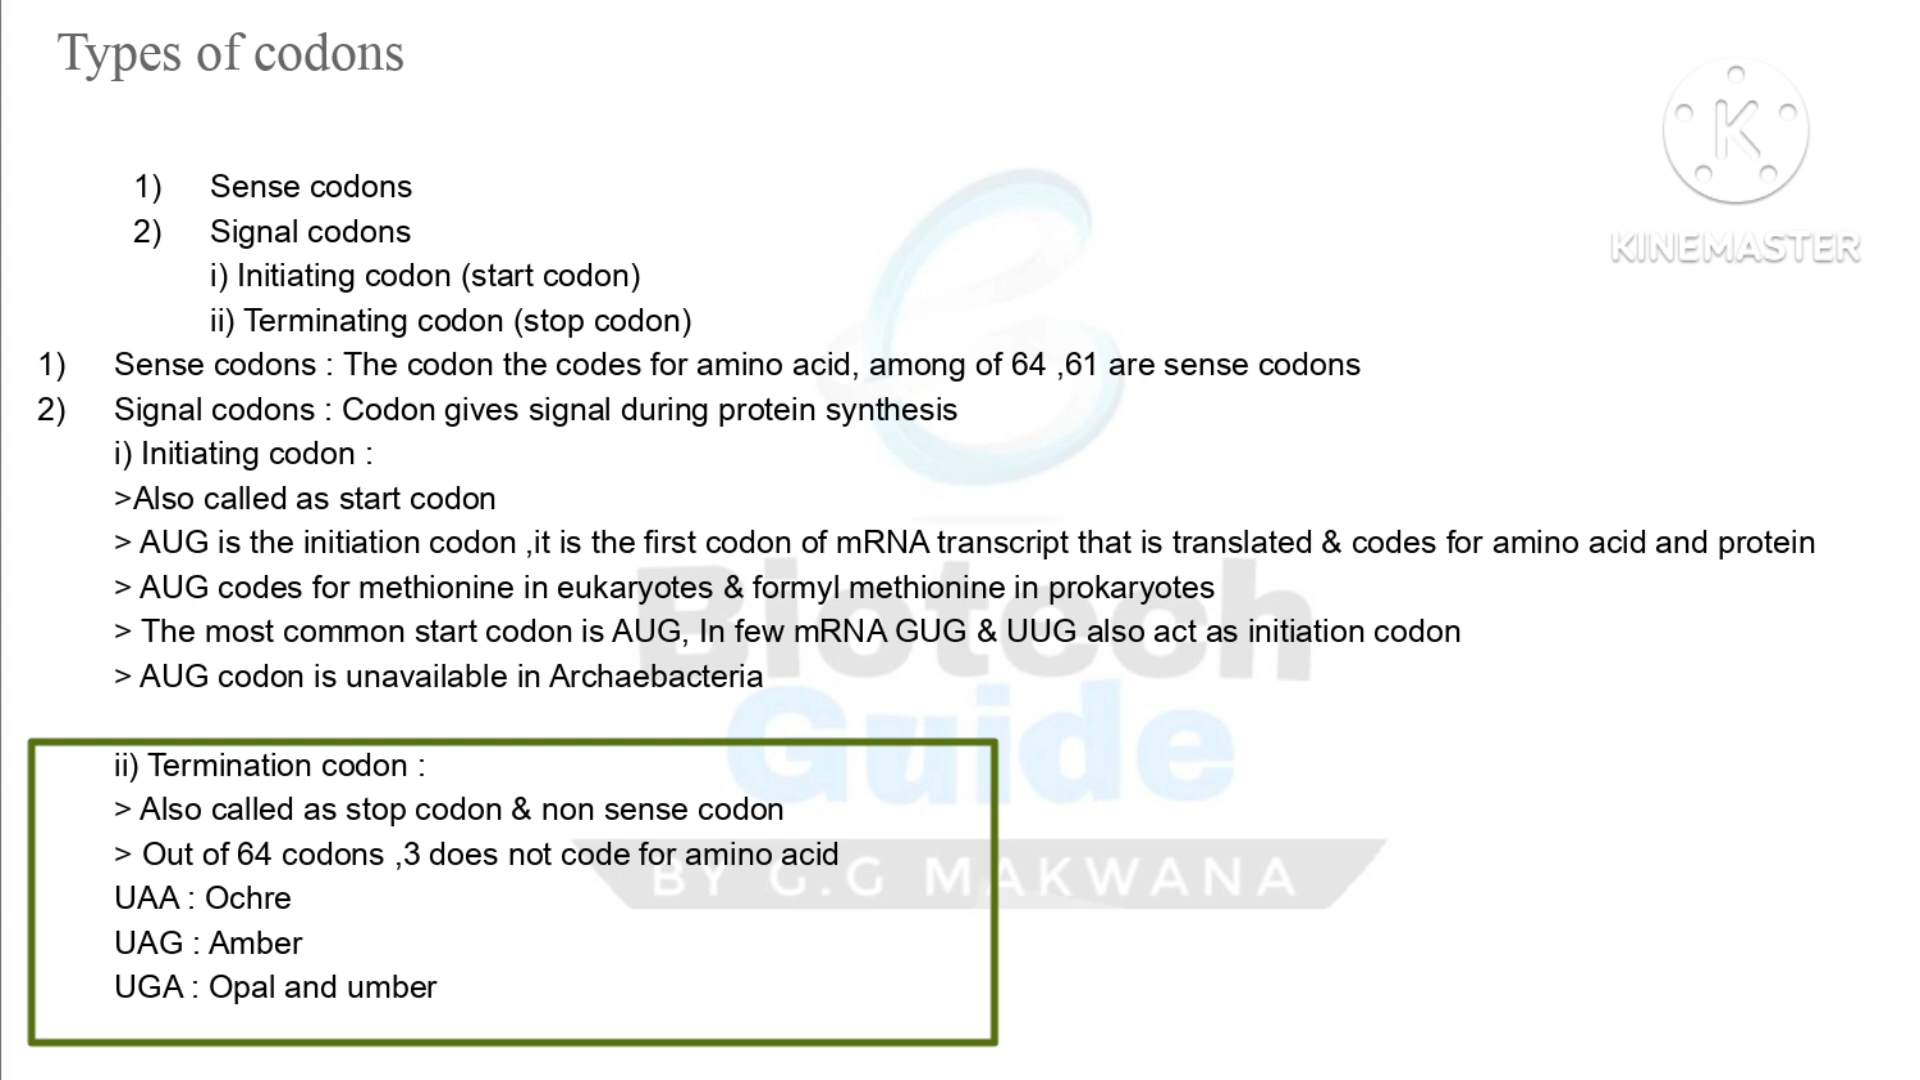 Types of codons
K
KINEMASTER
1) Sense codons
2) Signal codons
i) Initiating codon (start codon)
ii) Terminating codon (stop codon)
1) Sense codons : The codon the codes for amino acid, among of 64 ,61 are sense codons
2) Signal codons : Codon gives signal during protein synthesis
i) Initiating codon :
>Also called as start codon
> AUG is the initiation codon ,it is the first codon of mRNA transcript that is translated & codes for amino acid and protein
> AUG codes for methionine in eukaryotes & formyl methionine in prokaryotes
> The most common start codon is AUG, In few mRNA GUG & UUG also act as initiation codon
> AUG codon is unavailable in Archaebacteria
Biotech
Guide
BY G.G MAKWANA
ii) Termination codon :
> Also called as stop codon & non sense codon
> Out of 64 codons ,3 does not code for amino acid
UAA : Ochre
UAG : Amber
UGA : Opal and umber